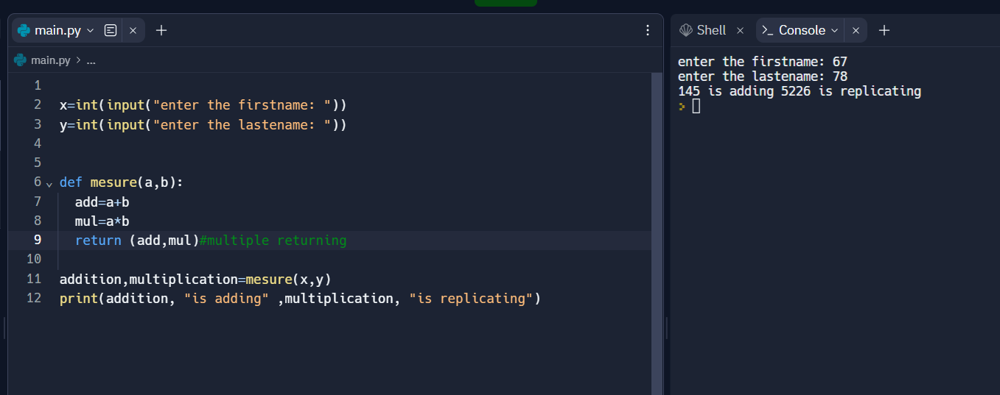 main.py
main.py > ...
1
2 x=int(input("enter the firstname: "))
3 y=int(input("enter the lastename: "))
4
5
6 def mesure(a,b):
7 add=a+b
8 mul=a*b
9 return (add,mul)#multiple returning
10
11 addition,multiplication=mesure(x,y)
12 print(addition, "is adding" ,multiplication, "is replicating")
Shell
Console
enter the firstname: 67
enter the lastename: 78
145 is adding 5226 is replicating